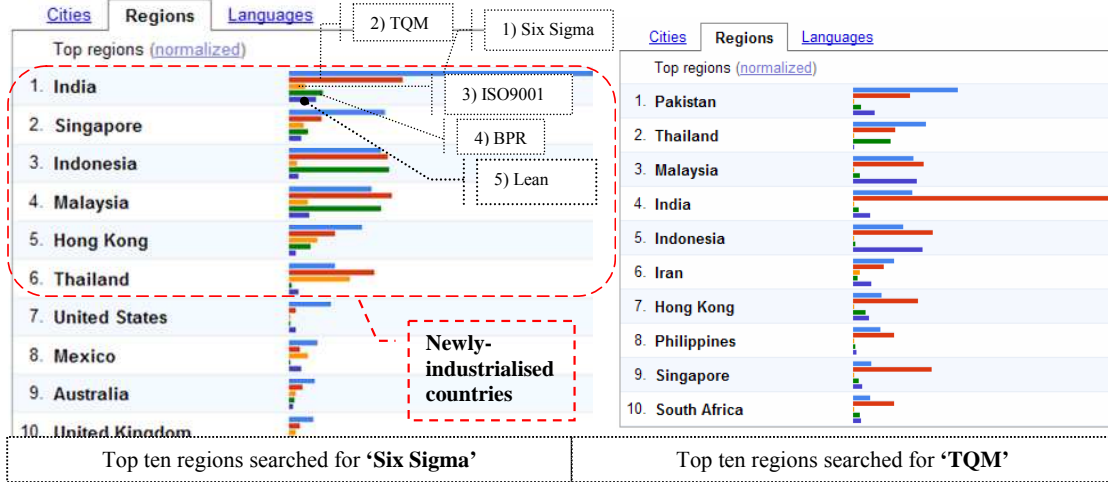 Cities Regions Languages
Top regions (normalized)
1. India
2. Singapore
3. Indonesia
4. Malaysia
5. Hong Kong
6. Thailand
7. United States
8. Mexico
9. Australia
10. United Kingdom
2) TQM
1) Six Sigma
3) ISO9001
4) BPR
5) Lean
Newly-
industrialised
countries
Top ten regions searched for ‘Six Sigma’
Cities Regions Languages
Top regions (normalized)
1. Pakistan
2. Thailand
3. Malaysia
4. India
5. Indonesia
6. Iran
7. Hong Kong
8. Philippines
9. Singapore
10. South Africa
Top ten regions searched for ‘TQM’